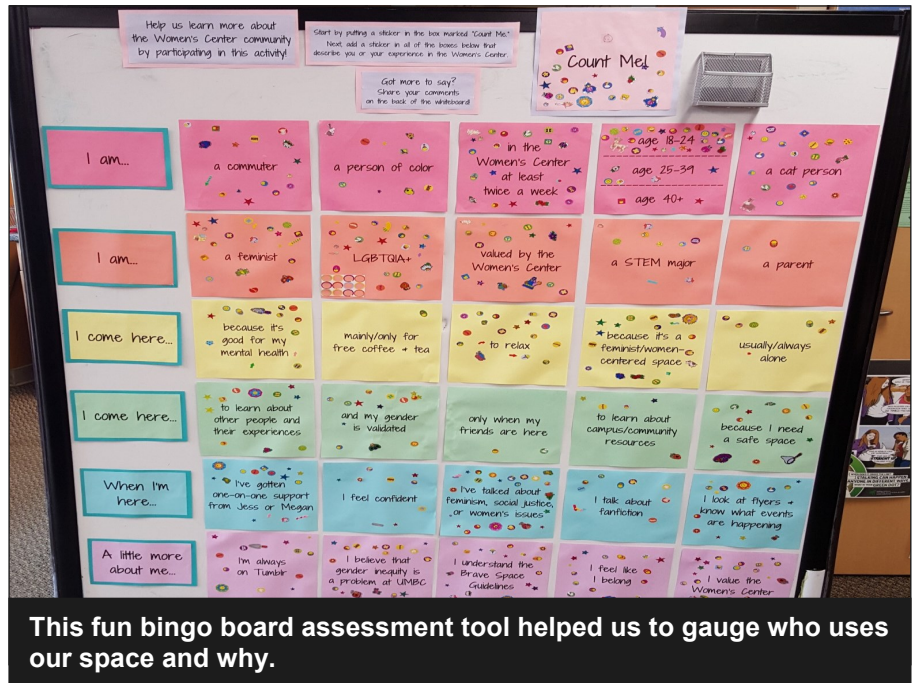 Help us learn more about
the Women's Center community
by participating in this activity!
Start by putting a sticker in the box marked "Count Me."
Next, add a sticker in all of the boxes below that
describe you or your experience in the Women's Center.
Got more to say?
Share your comments
on the back of the whiteboard!
Count Me!
I am...
a commuter
a person of color
in the
Women's Center
at least
twice a week
age 18-24
age 25-39
age 40+
a cat person
I am...
a feminist
LGBTQIA+
valued by the
Women's Center
a STEM major
a parent
I come here...
because it's
good for my
mental health
mainly/only for
free coffee + tea
to relax
because it's a
feminist/women-
centered space
usually/always
alone
I come here...
to learn about
other people and
their experiences
and my gender
is validated
only when my
friends are here
to learn about
campus/community
resources
because I need
a safe space
When I'm
here...
I've gotten
one-on-one support
from Jess or Megan
I feel confident
I've talked about
feminism, social justice,
or women's issues
I talk about
fanfiction
I look at flyers +
know what events
are happening
A little more
about me...
I'm always
on Tumblr
I believe that
gender inequity is
a problem at UMBC
I understand the
Brave Space
Guidelines
I feel like
I belong
I value the
Women's Center
This fun bingo board assessment tool helped us to gauge who uses
our space and why.